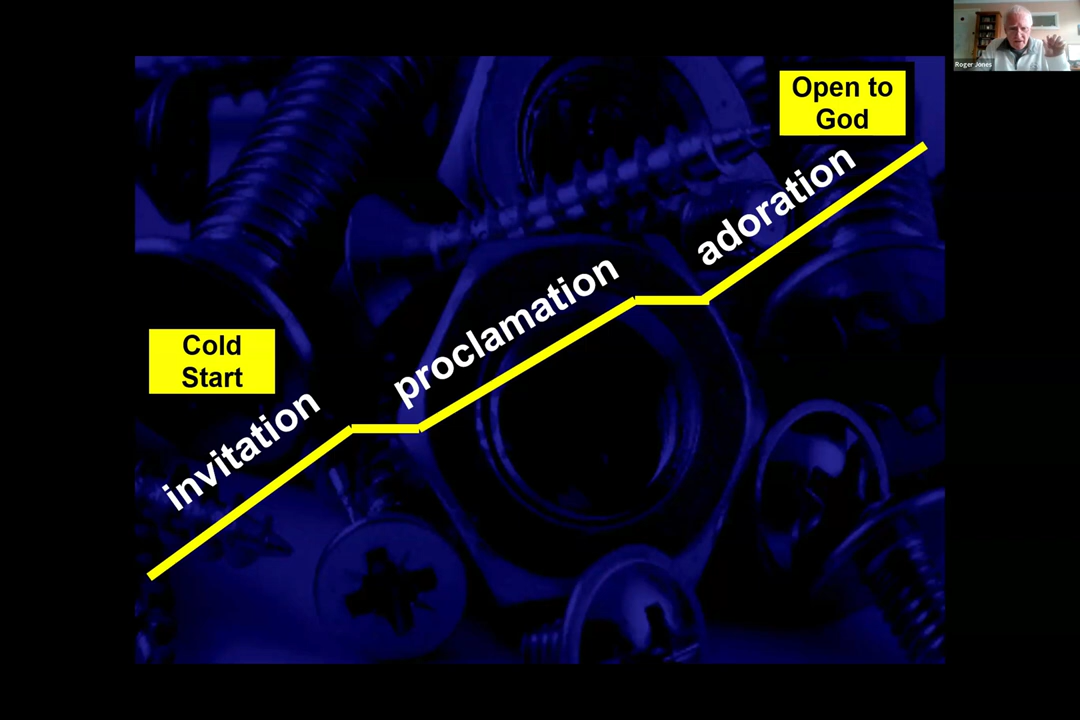 Roger Jones
Open to
God
adoration
proclamation
Cold
Start
invitation